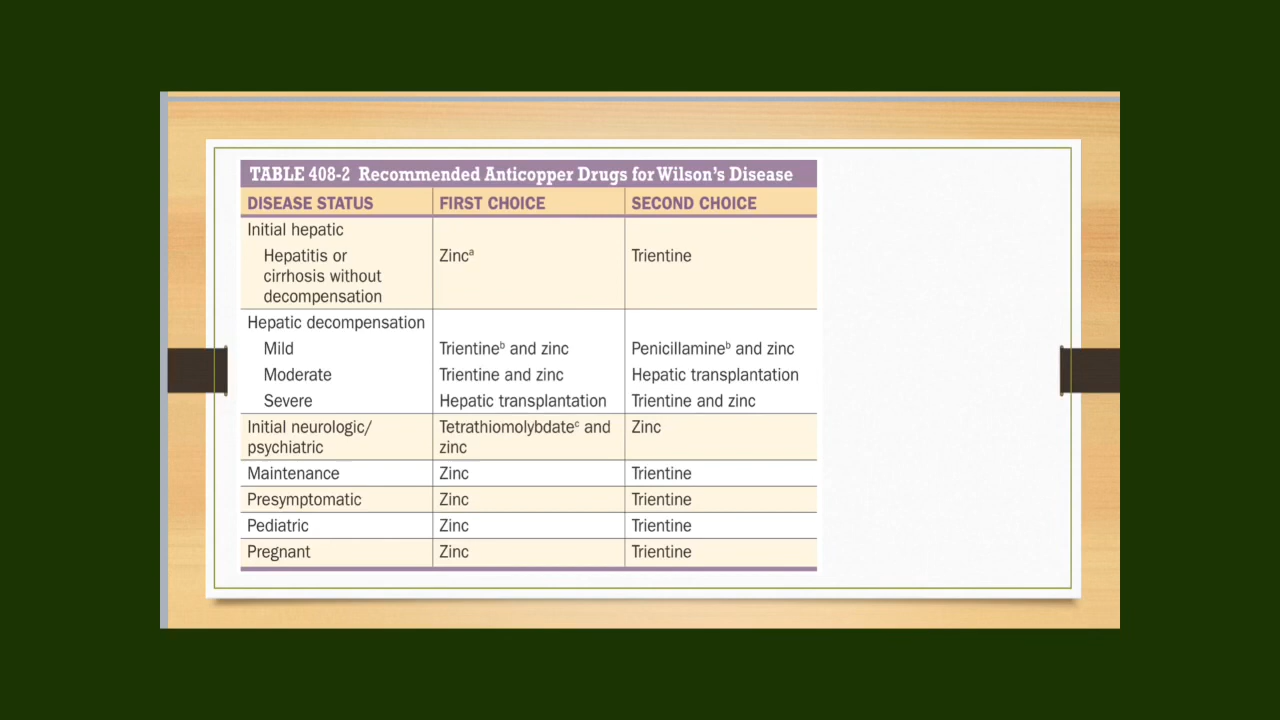 TABLE 408-2 Recommended Anticopper Drugs for Wilson's Disease
DISEASE STATUS FIRST CHOICE SECOND CHOICE
Initial hepatic
Hepatitis or Zincᵃ Trientine
cirrhosis without
decompensation
Hepatic decompensation
Mild Trientineᵇ and zinc Penicillamineᵇ and zinc
Moderate Trientine and zinc Hepatic transplantation
Severe Hepatic transplantation Trientine and zinc
Initial neurologic/ Tetrathiomolybdateᶜ and Zinc
psychiatric zinc
Maintenance Zinc Trientine
Presymptomatic Zinc Trientine
Pediatric Zinc Trientine
Pregnant Zinc Trientine